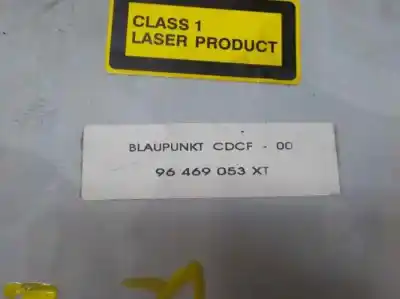 CLASS 1
LASER PRODUCT
BLAUPUNKT CDCF - 00
96 469 053 XT